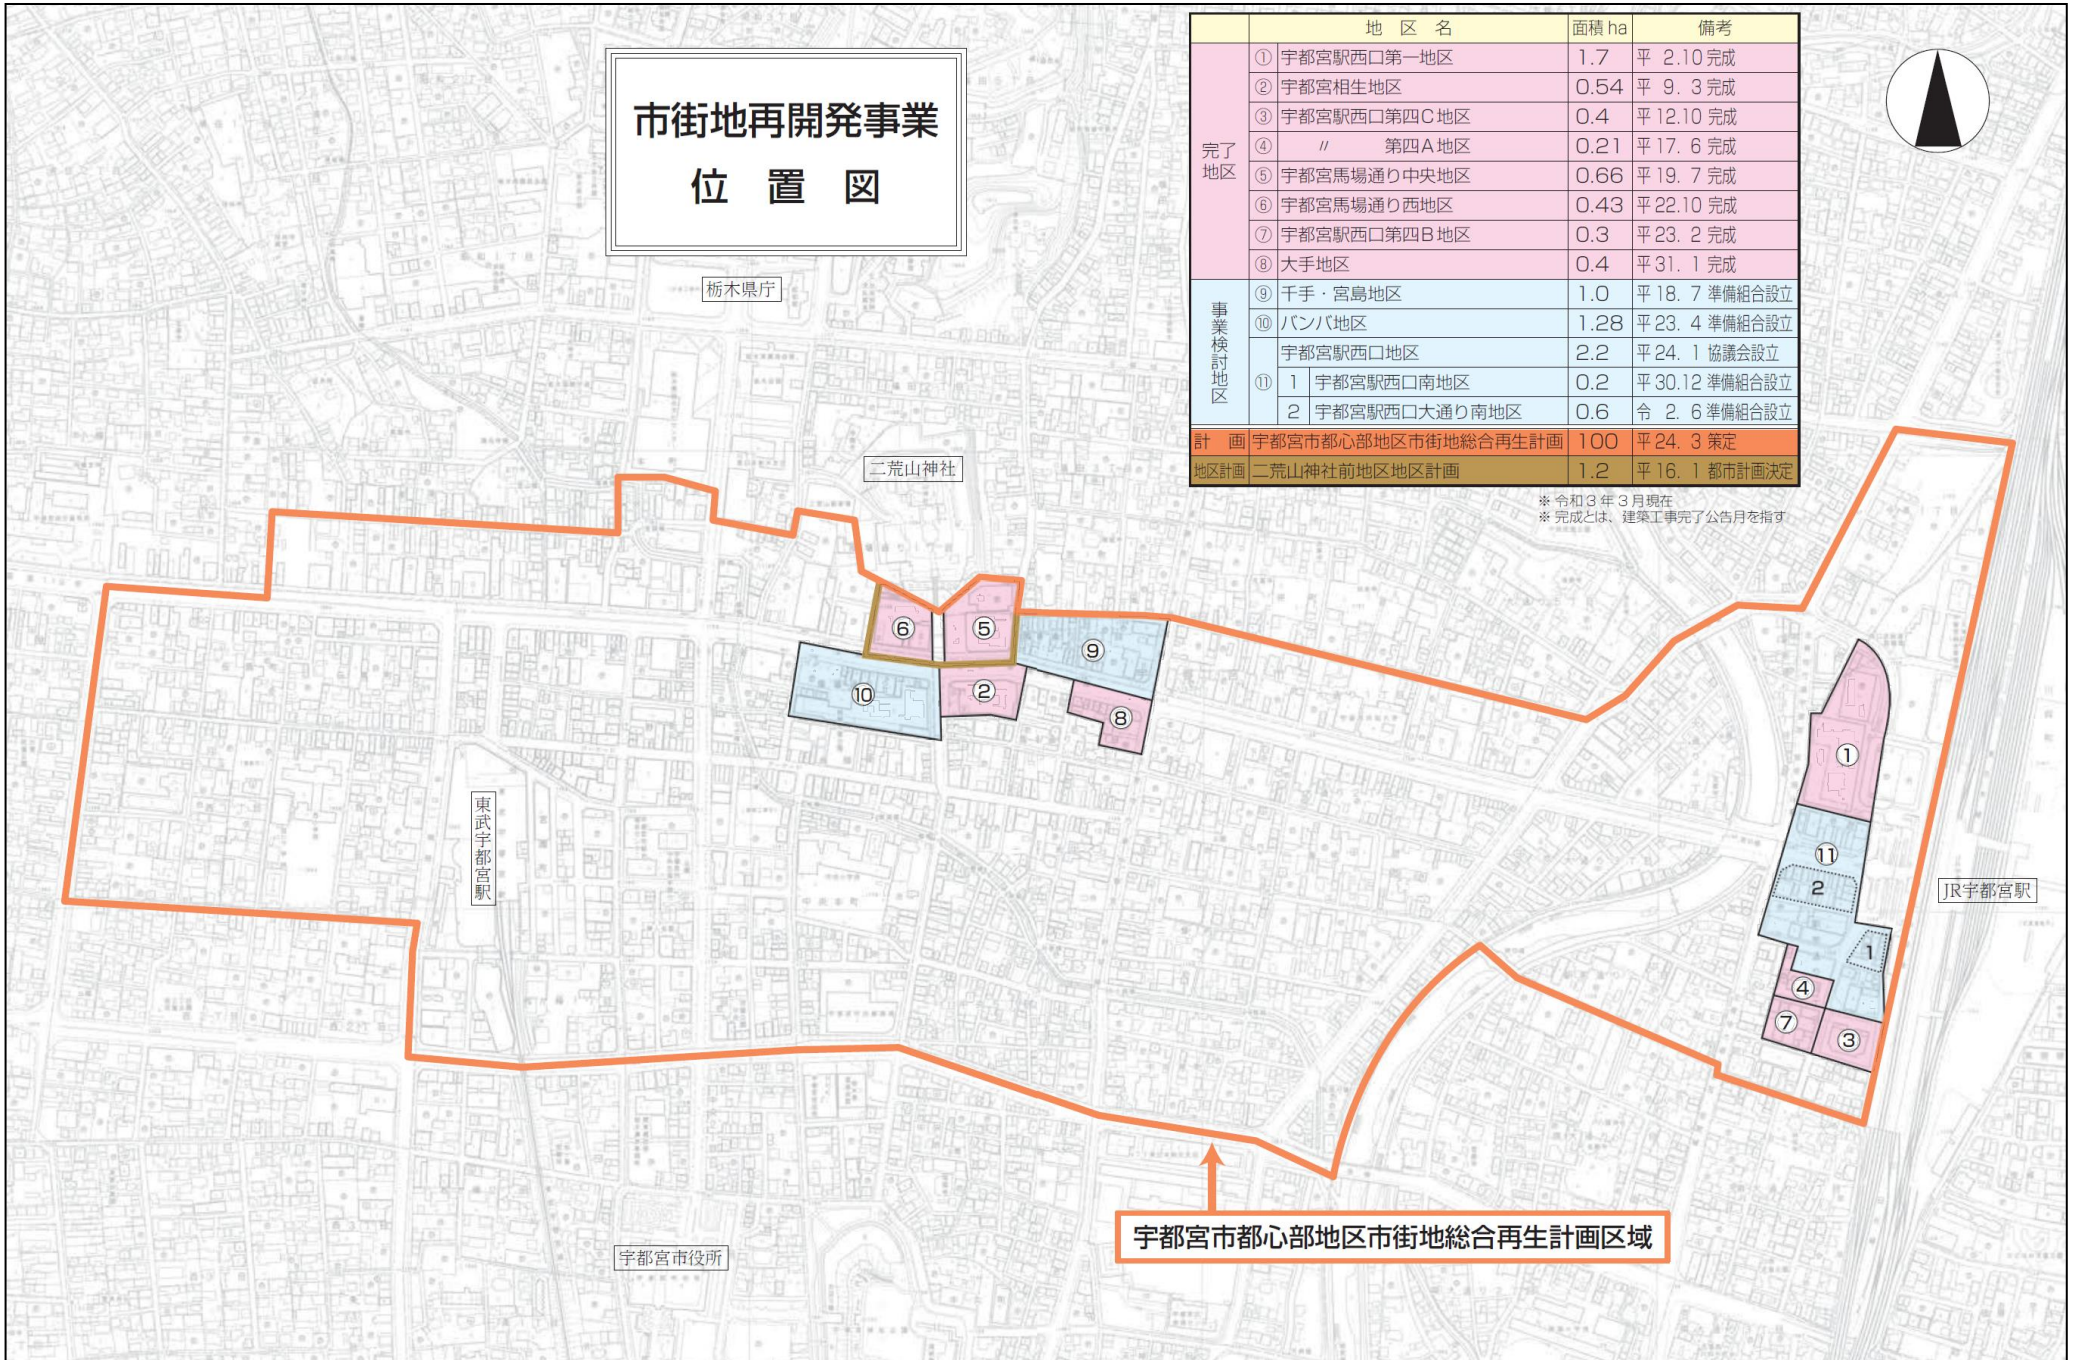 市街地再開発事業
位置図
地区名 面積ha 備考
完了地区
① 宇都宮駅西口第一地区 1.7 平 2.10 完成
② 宇都宮相生地区 0.54 平 9. 3 完成
③ 宇都宮駅西口第四C地区 0.4 平 12.10 完成
④ 〃 第四A地区 0.21 平 17. 6 完成
⑤ 宇都宮馬場通り中央地区 0.66 平 19. 7 完成
⑥ 宇都宮馬場通り西地区 0.43 平 22.10 完成
⑦ 宇都宮駅西口第四B地区 0.3 平 23. 2 完成
⑧ 大手地区 0.4 平 31. 1 完成
事業検討地区
⑨ 千手・宮島地区 1.0 平 18. 7 準備組合設立
⑩ バンバ地区 1.28 平 23. 4 準備組合設立
⑪ 宇都宮駅西口地区 2.2 平 24. 1 協議会設立
1 宇都宮駅西口南地区 0.2 平 30.12 準備組合設立
2 宇都宮駅西口大通り南地区 0.6 令 2. 6 準備組合設立
計画 宇都宮市都心部地区市街地総合再生計画 100 平 24. 3 策定
地区計画 二荒山神社前地区地区計画 1.2 平 16. 1 都市計画決定
※ 令和3年3月現在
※ 完成とは、建築工事完了公告月を指す
栃木県庁
二荒山神社
⑥
⑤
⑨
⑩
②
⑧
①
⑪
2
1
④
⑦
③
東武宇都宮駅
JR宇都宮駅
宇都宮市都心部地区市街地総合再生計画区域
宇都宮市役所